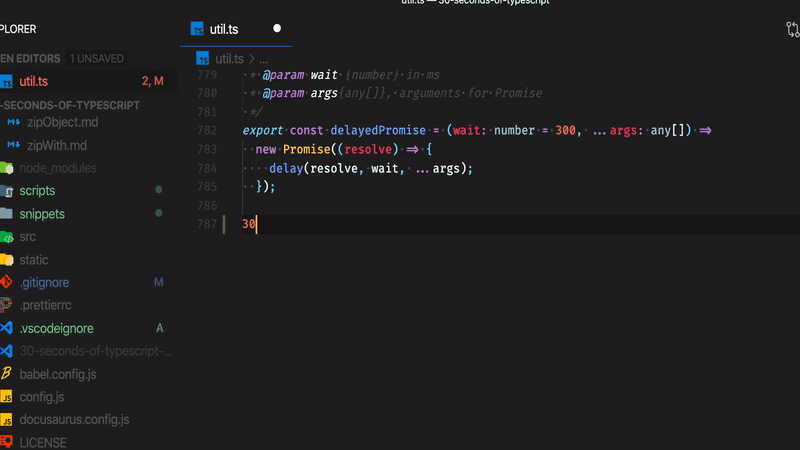 util.ts — 30-seconds-of-typescript
PLORER
TS util.ts
EN EDITORS 1 UNSAVED
TS util.ts 2, M
-SECONDS-OF-TYPESCRIPT
zipObject.md
zipWith.md
node_modules
scripts
snippets
src
static
.gitignore M
.prettierrc
.vscodeignore A
30-seconds-of-typescript-...
babel.config.js
JS config.js
JS docusaurus.config.js
LICENSE
TS util.ts > ...
779 * @param wait {number} in ms
780 * @param args{any[]}, arguments for Promise
781 */
782 export const delayedPromise = (wait: number = 300, ...args: any[]) =>
783 new Promise((resolve) => {
784 delay(resolve, wait, ...args);
785 });
786
787 30